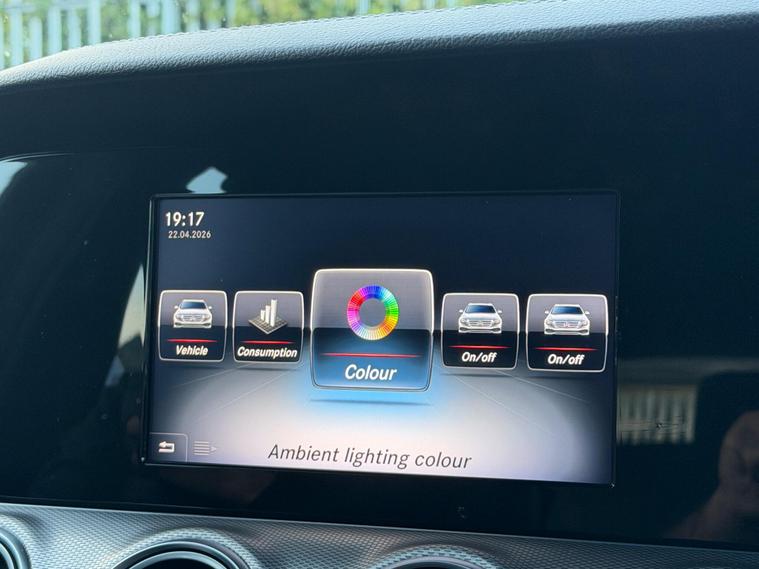 19:17
22.04.2026
Vehicle
Consumption
Colour
On/off
On/off
Ambient lighting colour